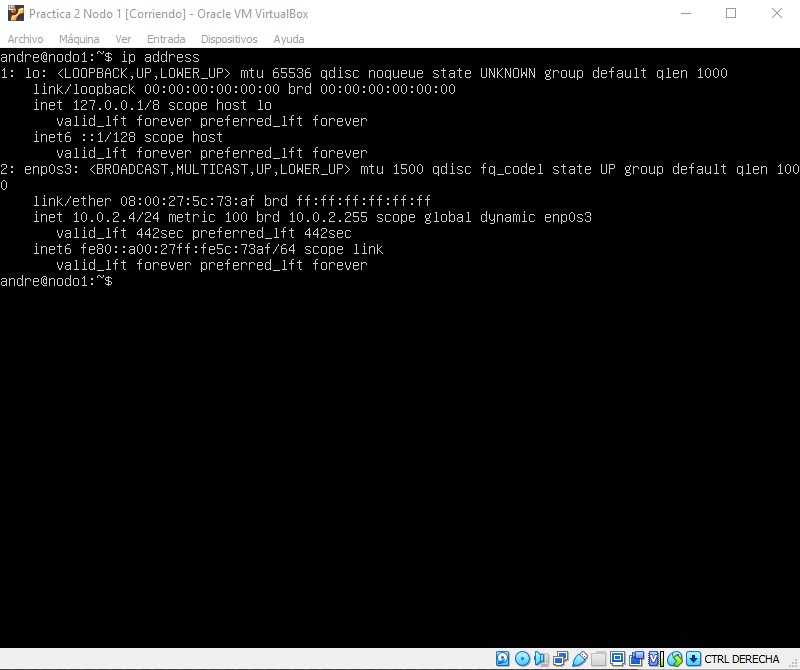 Practica 2 Nodo 1 [Corriendo] - Oracle VM VirtualBox
Archivo Máquina Ver Entrada Dispositivos Ayuda
andre@nodo1:~$ ip address
1: lo: <LOOPBACK,UP,LOWER_UP> mtu 65536 qdisc noqueue state UNKNOWN group default qlen 1000
    link/loopback 00:00:00:00:00:00 brd 00:00:00:00:00:00
    inet 127.0.0.1/8 scope host lo
       valid_lft forever preferred_lft forever
    inet6 ::1/128 scope host
       valid_lft forever preferred_lft forever
2: enp0s3: <BROADCAST,MULTICAST,UP,LOWER_UP> mtu 1500 qdisc fq_codel state UP group default qlen 100
0
    link/ether 08:00:27:5c:73:af brd ff:ff:ff:ff:ff:ff
    inet 10.0.2.4/24 metric 100 brd 10.0.2.255 scope global dynamic enp0s3
       valid_lft 442sec preferred_lft 442sec
    inet6 fe80::a00:27ff:fe5c:73af/64 scope link
       valid_lft forever preferred_lft forever
andre@nodo1:~$
CTRL DERECHA